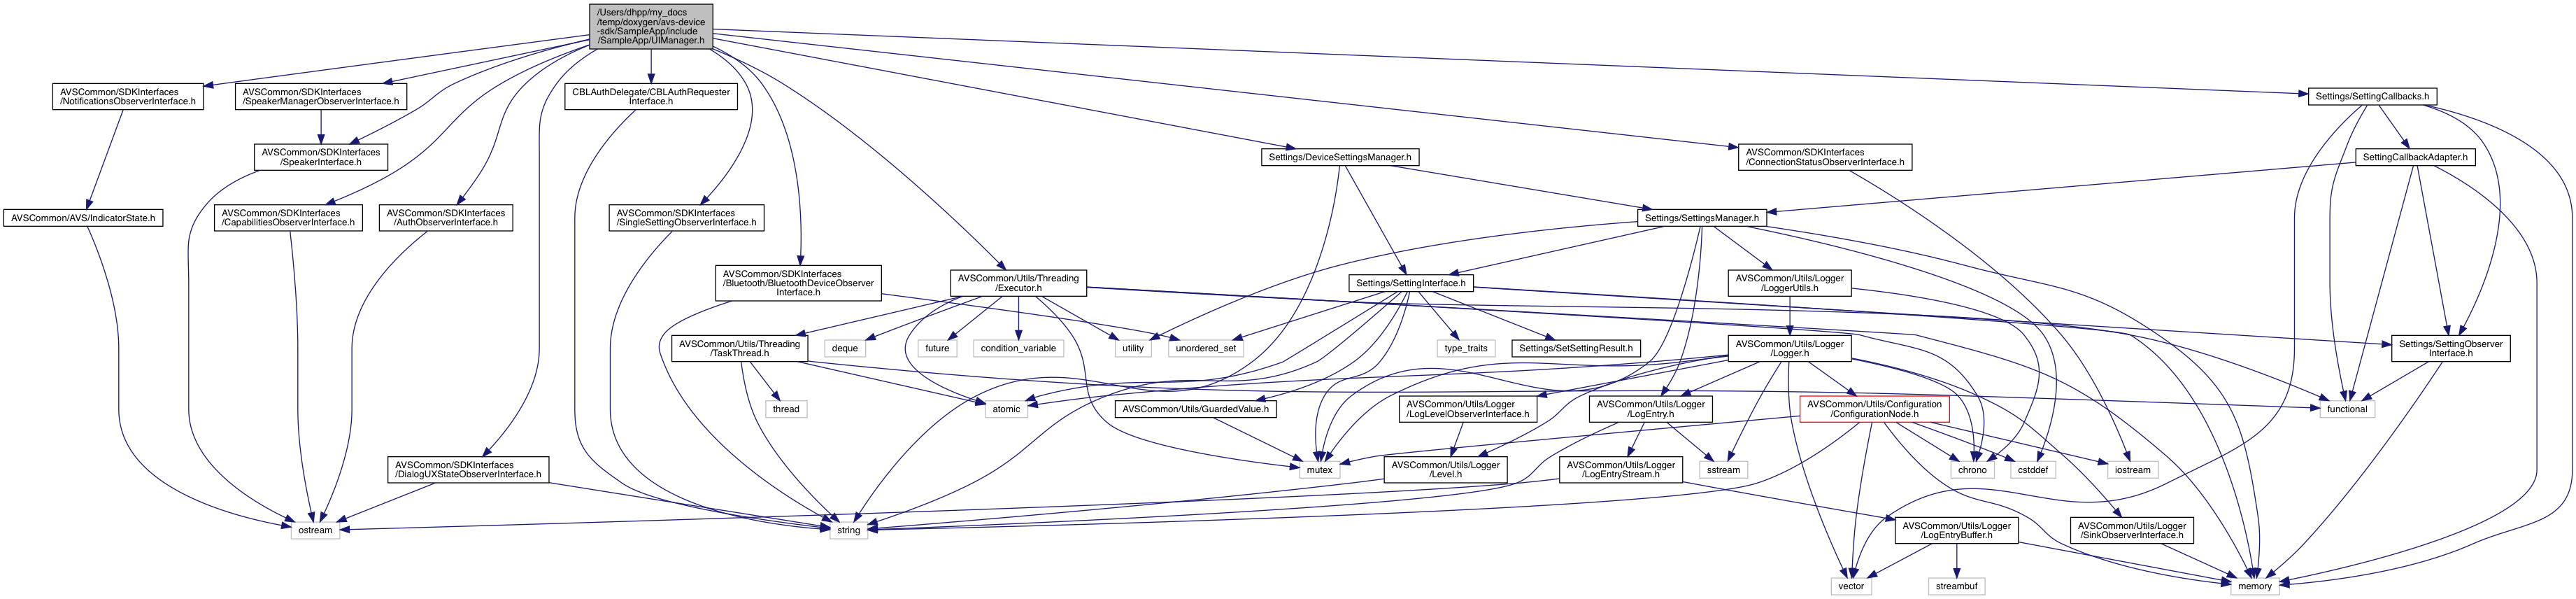 /Users/dhpp/my_docs
/temp/doxygen/avs-device
-sdk/SampleApp/include
/SampleApp/UIManager.h
AVSCommon/SDKInterfaces
/NotificationsObserverInterface.h
AVSCommon/SDKInterfaces
/SpeakerManagerObserverInterface.h
CBLAuthDelegate/CBLAuthRequester
Interface.h
Settings/SettingCallbacks.h
AVSCommon/SDKInterfaces
/SpeakerInterface.h
Settings/DeviceSettingsManager.h
AVSCommon/SDKInterfaces
/ConnectionStatusObserverInterface.h
SettingCallbackAdapter.h
AVSCommon/AVS/IndicatorState.h
AVSCommon/SDKInterfaces
/CapabilitiesObserverInterface.h
AVSCommon/SDKInterfaces
/AuthObserverInterface.h
AVSCommon/SDKInterfaces
/SingleSettingObserverInterface.h
Settings/SettingsManager.h
AVSCommon/SDKInterfaces
/Bluetooth/BluetoothDeviceObserver
Interface.h
AVSCommon/Utils/Threading
/Executor.h
Settings/SettingInterface.h
AVSCommon/Utils/Logger
/LoggerUtils.h
AVSCommon/Utils/Threading
/TaskThread.h
deque
future
condition_variable
utility
unordered_set
type_traits
Settings/SetSettingResult.h
AVSCommon/Utils/Logger
/Logger.h
Settings/SettingObserver
Interface.h
thread
atomic
AVSCommon/Utils/GuardedValue.h
AVSCommon/Utils/Logger
/LogLevelObserverInterface.h
AVSCommon/Utils/Logger
/LogEntry.h
AVSCommon/Utils/Configuration
/ConfigurationNode.h
functional
AVSCommon/SDKInterfaces
/DialogUXStateObserverInterface.h
mutex
AVSCommon/Utils/Logger
/Level.h
AVSCommon/Utils/Logger
/LogEntryStream.h
sstream
chrono
cstddef
iostream
ostream
string
AVSCommon/Utils/Logger
/LogEntryBuffer.h
AVSCommon/Utils/Logger
/SinkObserverInterface.h
vector
streambuf
memory